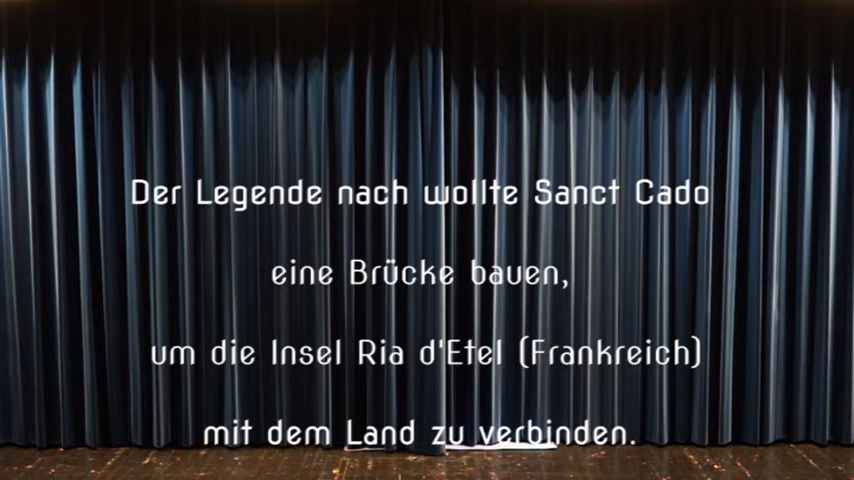 Der Legende nach wollte Sanct Cado
eine Brücke bauen,
um die Insel Ria d'Etel (Frankreich)
mit dem Land zu verbinden.